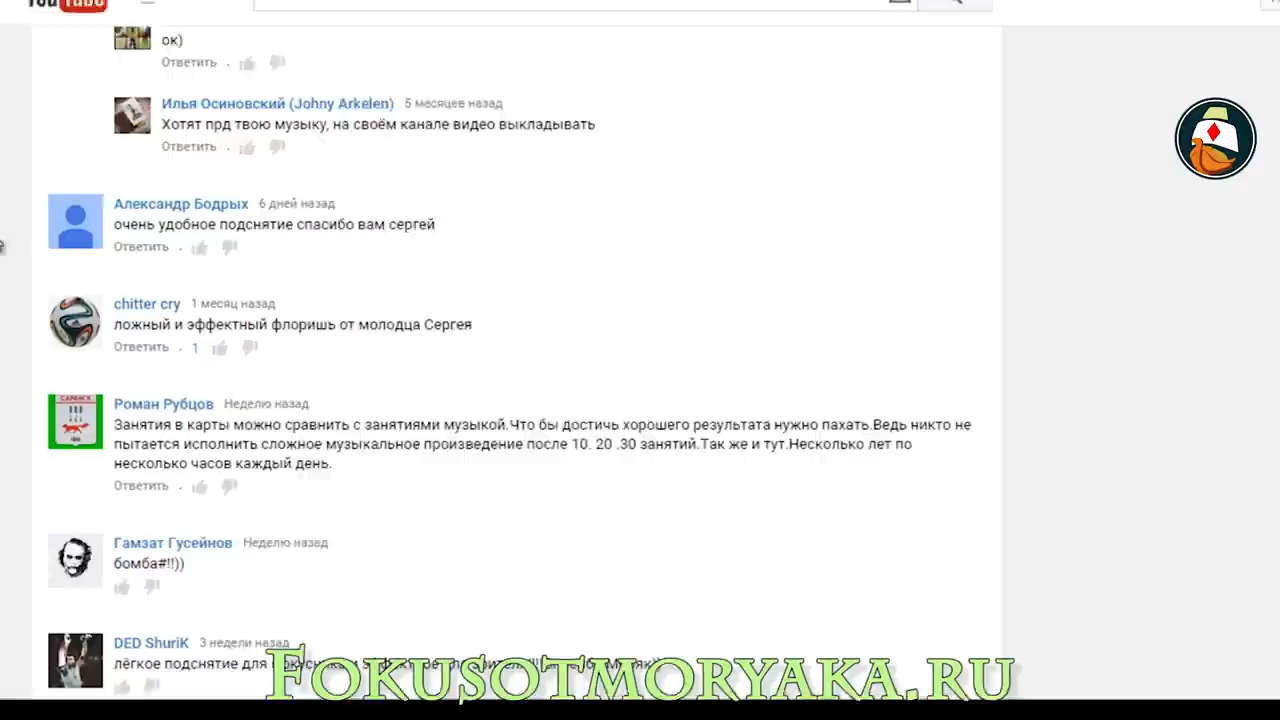 YouTube
ок)
Ответить
Илья Осиновский (Johny Arkelen) 5 месяцев назад
Хотят прд твою музыку, на своём канале видео выкладывать
Ответить
Александр Бодрых 6 дней назад
очень удобное подснятие спасибо вам сергей
Ответить
chitter cry 1 месяц назад
ложный и эффектный флоришь от молодца Сергея
Ответить . 1
Роман Рубцов Неделю назад
Занятия в карты можно сравнить с занятиями музыкой.Что бы достичь хорошего результата нужно пахать.Ведь никто не
пытается исполнить сложное музыкальное произведение после 10. 20 .30 занятий.Так же и тут.Несколько лет по
несколько часов каждый день.
Ответить
Гамзат Гусейнов Неделю назад
бомба#!!))
DED ShuriK 3 недели назад
лёгкое подснятие для
Fokusotmoryaka.ru